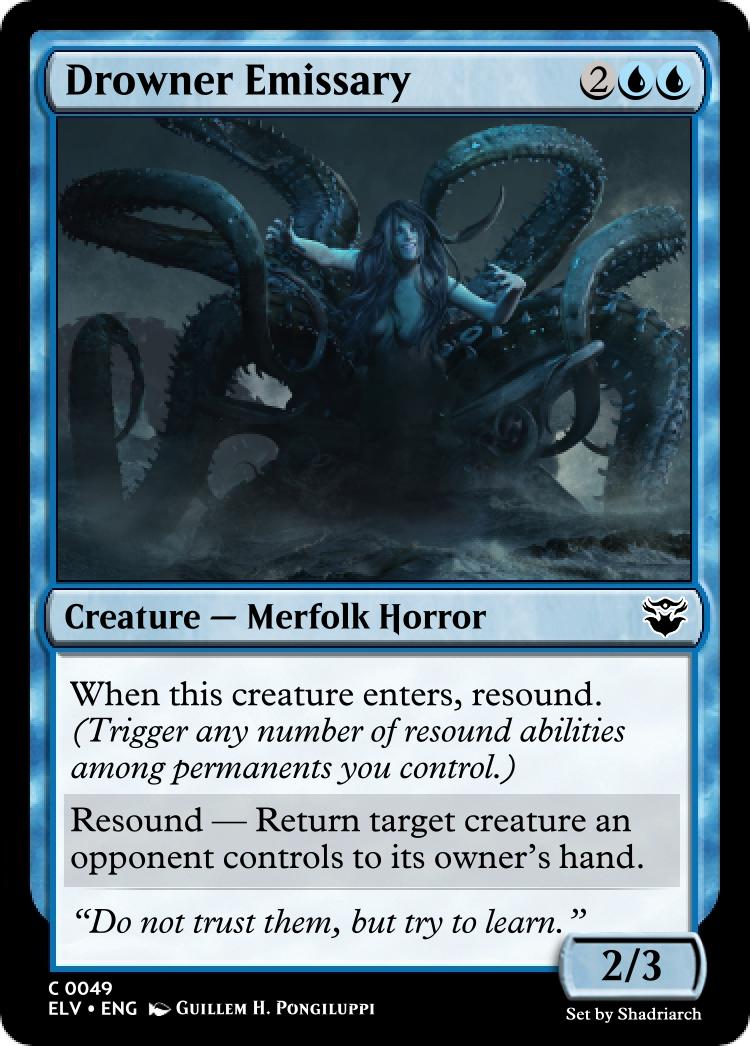 Drowner Emissary 2
Creature — Merfolk Horror
When this creature enters, resound.
(Trigger any number of resound abilities
among permanents you control.)
Resound — Return target creature an
opponent controls to its owner's hand.
“Do not trust them, but try to learn.”
2/3
C 0049
ELV • ENG Guillem H. Pongiluppi
Set by Shadriarch